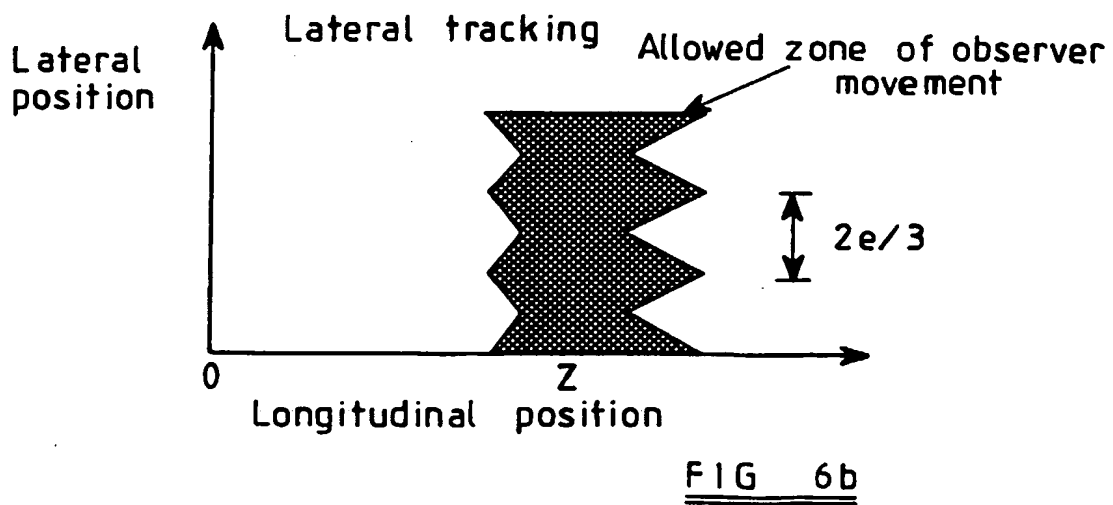 Lateral tracking
Lateral
position
Allowed zone of observer
movement
2e/3
0
Z
Longitudinal position
FIG 6b